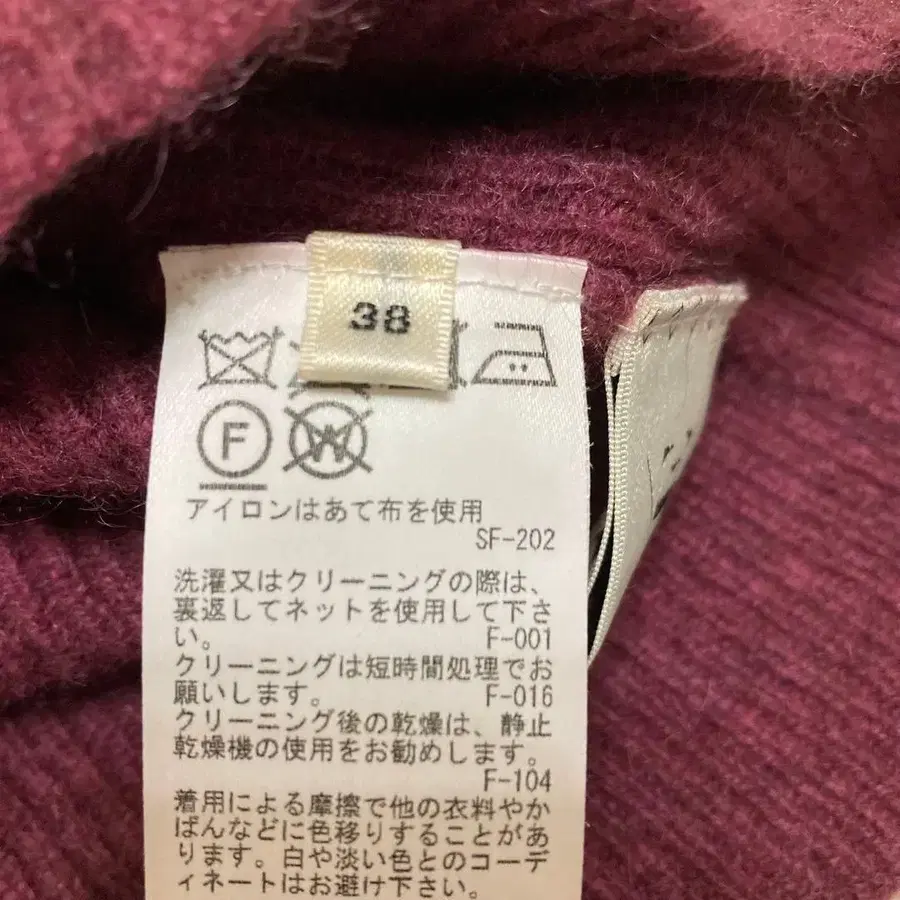 38
F
W
アイロンはあて布を使用
SF-202
洗濯又はクリーニングの際は、
裏返してネットを使用して下さ
い。
F-001
クリーニングは短時間処理でお
願いします。
F-016
クリーニング後の乾燥は、静止
乾燥機の使用をお勧めします。
F-104
着用による摩擦で他の衣料やか
ばんなどに色移りすることがあ
ります。白や淡い色とのコーデ
ィネートはお避け下さい。